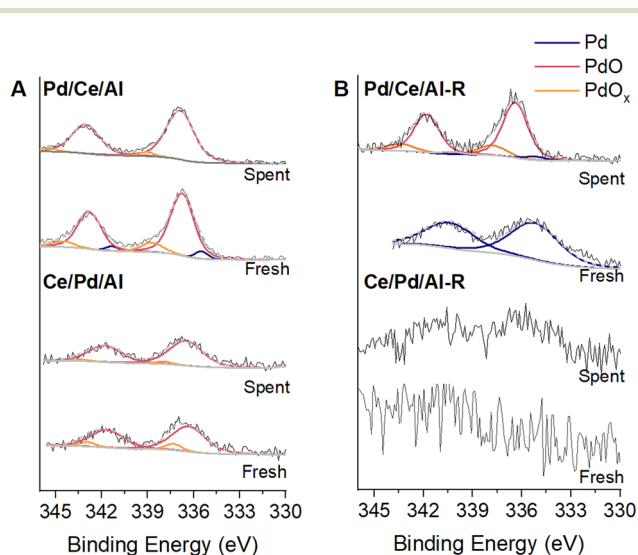 Pd
PdO
PdOₓ
A
Pd/Ce/Al
Spent
Fresh
Ce/Pd/Al
Spent
Fresh
345 342 339 336 333 330
Binding Energy (eV)
B
Pd/Ce/Al-R
Spent
Fresh
Ce/Pd/Al-R
Spent
Fresh
345 342 339 336 333 330
Binding Energy (eV)